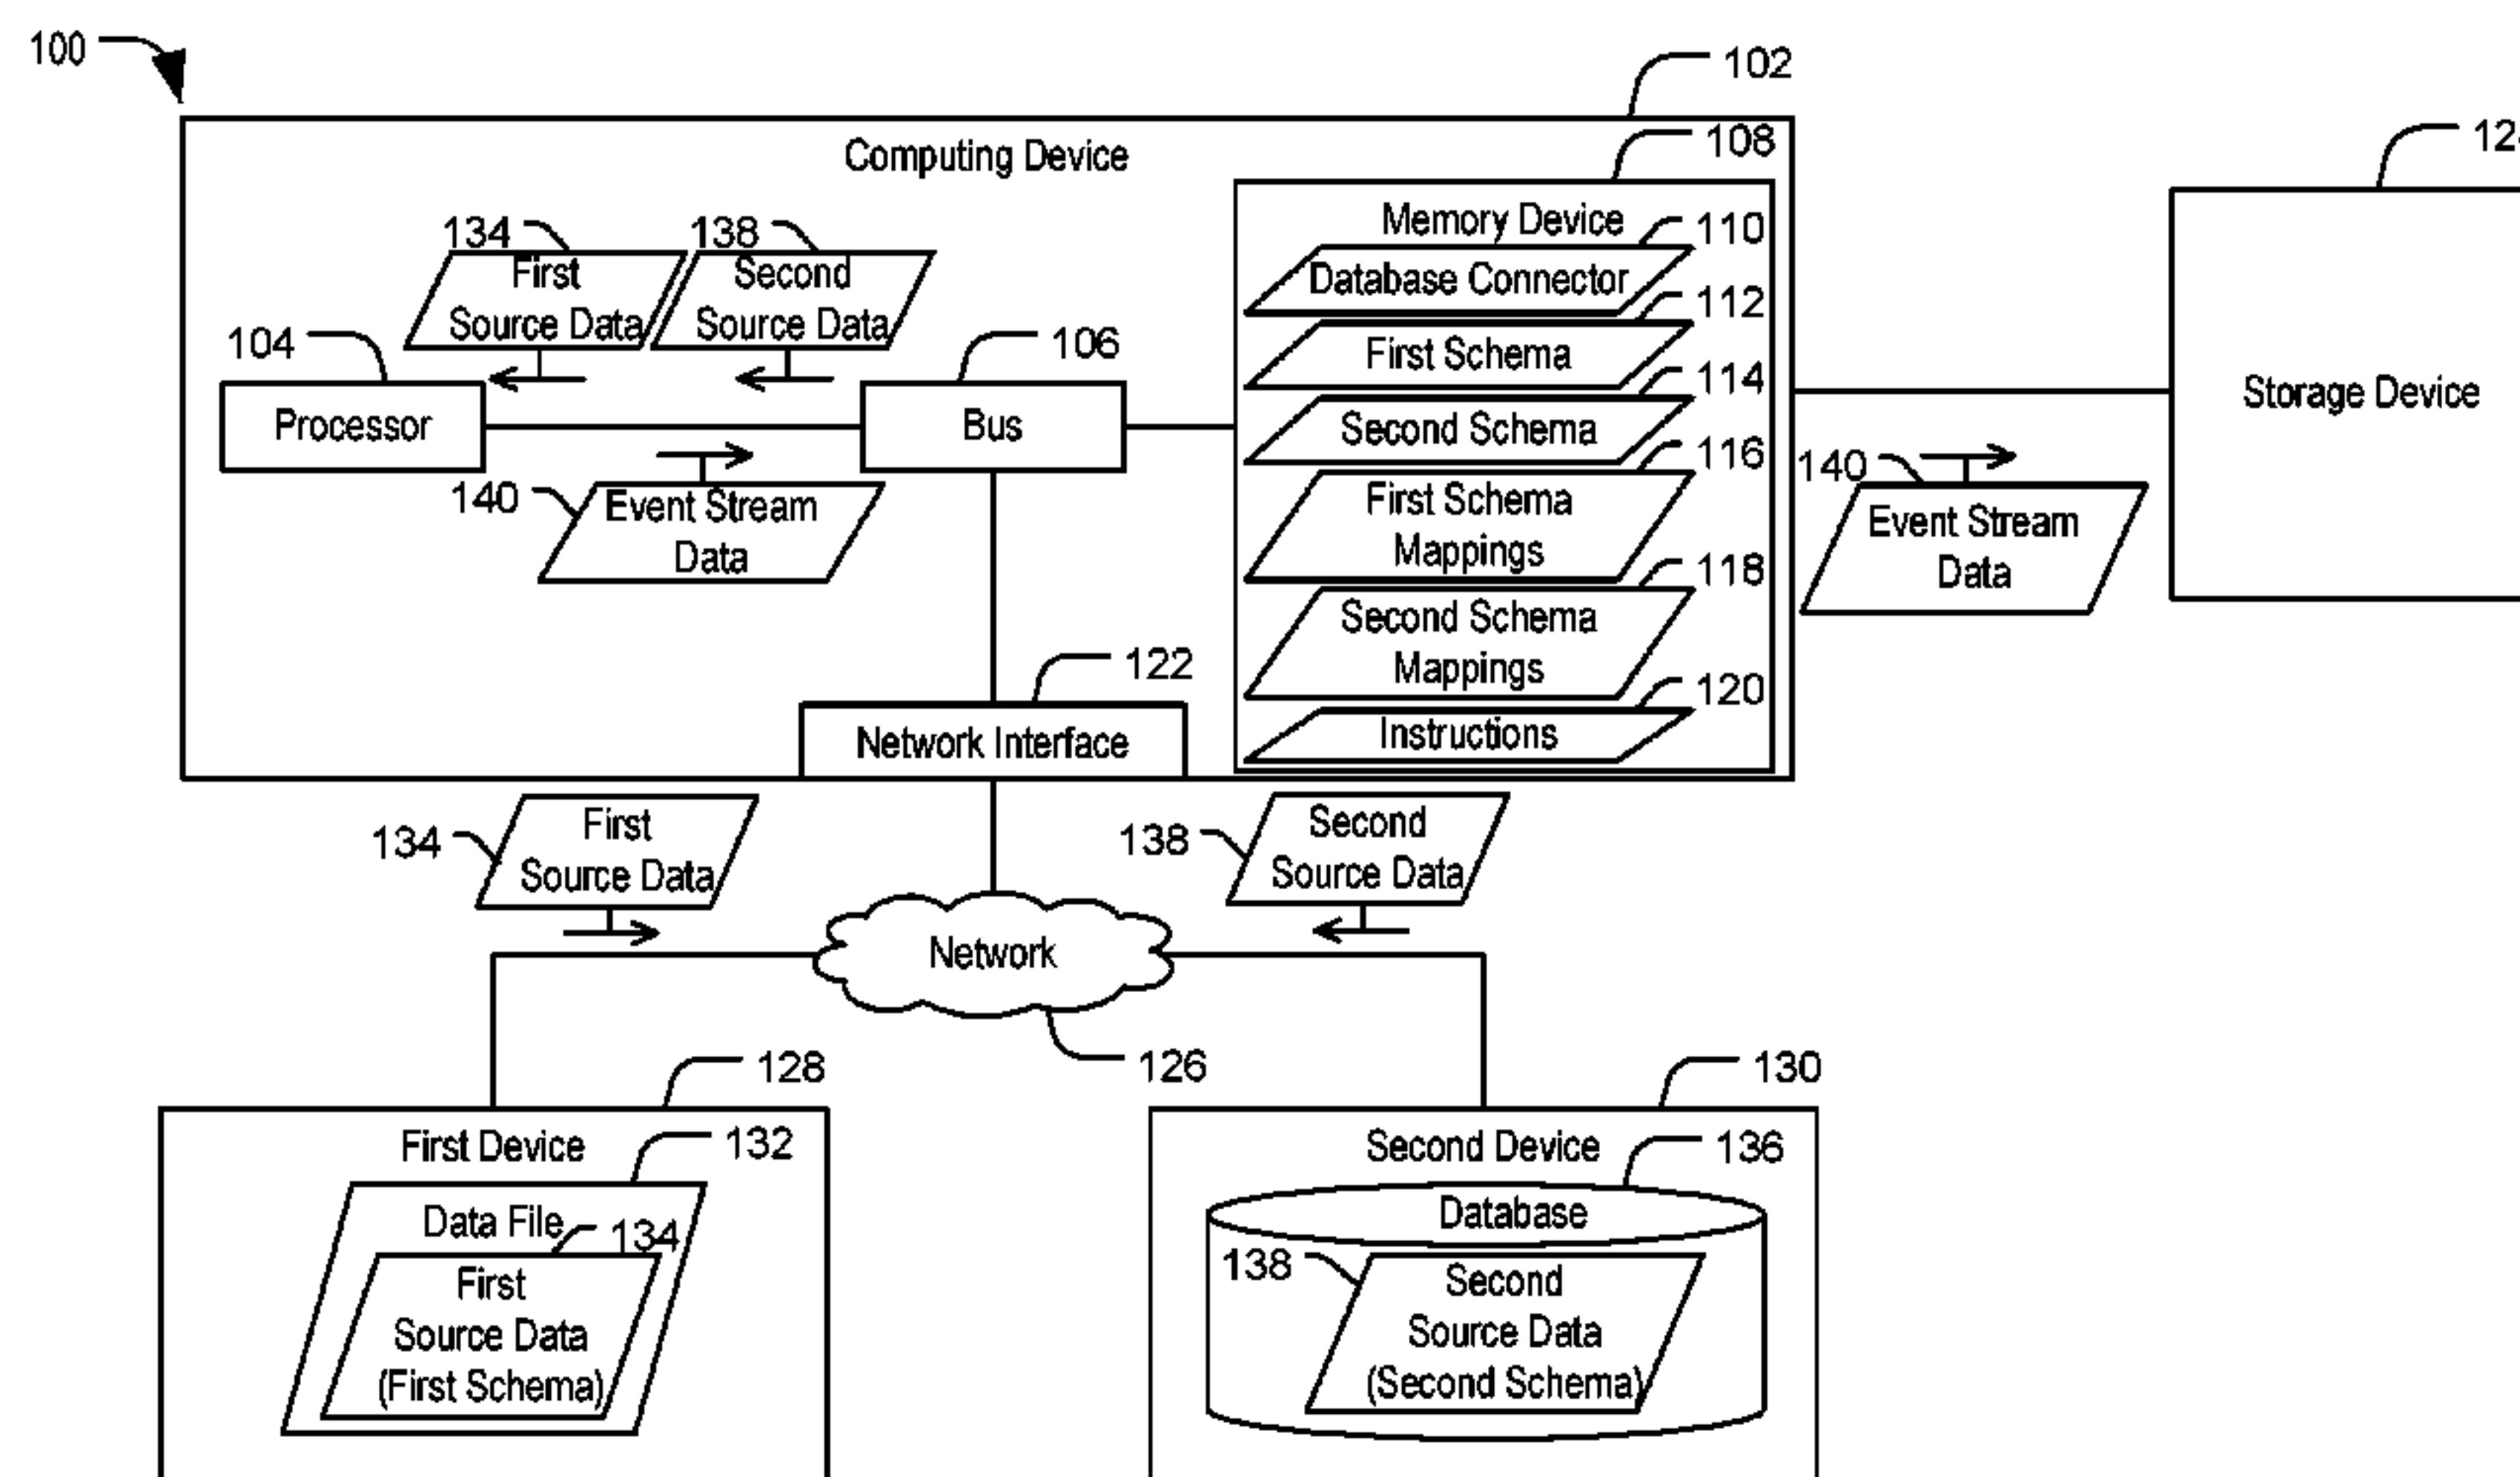 100
102
Computing Device
108
Memory Device
134
138
First
Source Data
Second
Source Data
110
Database Connector
112
First Schema
114
Second Schema
116
First Schema
Mappings
118
Second Schema
Mappings
120
Instructions
104
Processor
106
Bus
140
Event Stream
Data
122
Network Interface
Storage Device
140
Event Stream
Data
134
First
Source Data
138
Second
Source Data
Network
126
128
First Device
132
Data File
134
First
Source Data
(First Schema)
130
Second Device
136
Database
138
Second
Source Data
(Second Schema)